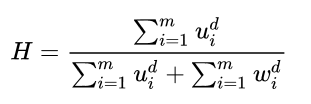 H = \frac{\sum_{i=1}^{m} u_i^d}{\sum_{i=1}^{m} u_i^d + \sum_{i=1}^{m} w_i^d}